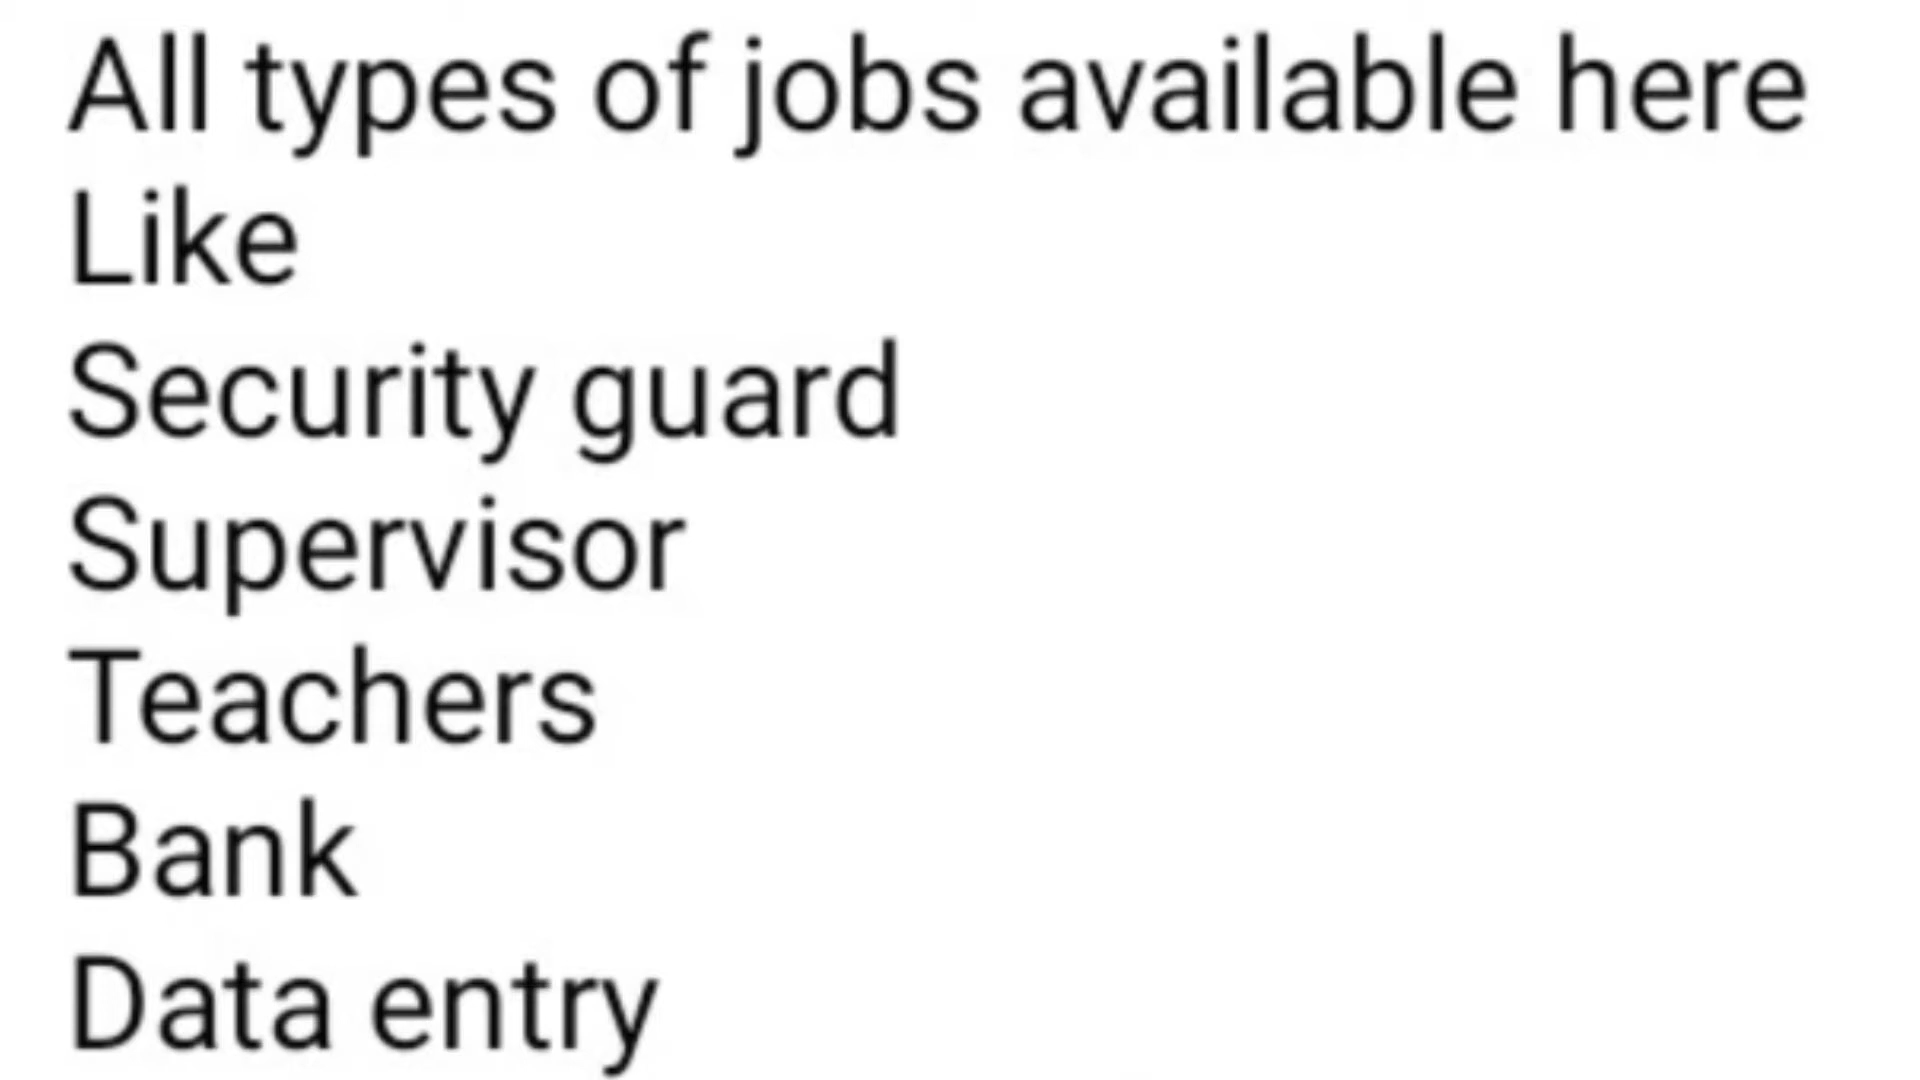 All types of jobs available here
Like
Security guard
Supervisor
Teachers
Bank
Data entry